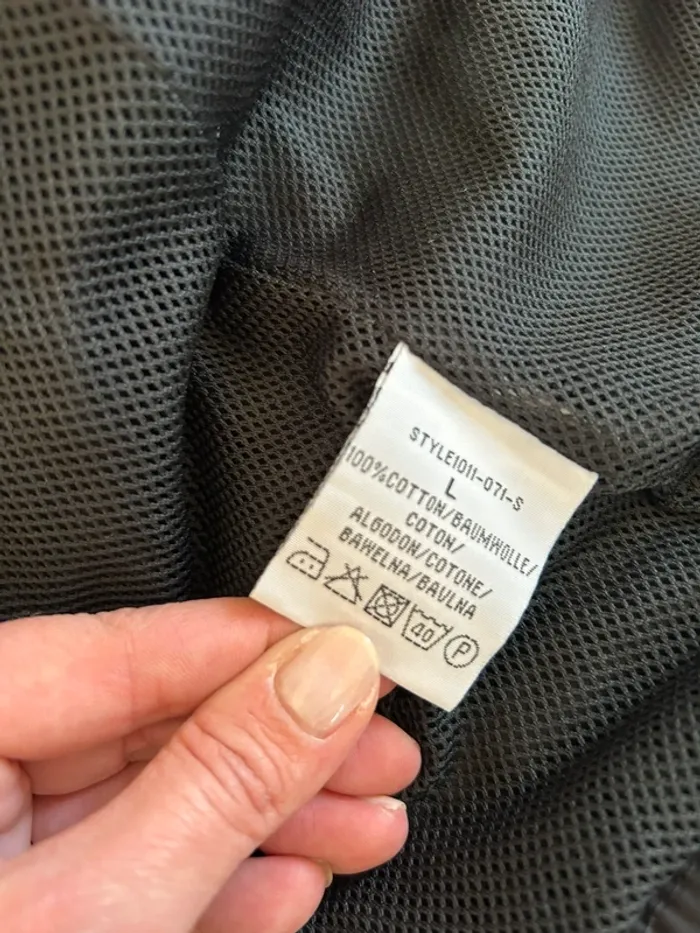 STYLE1011-071-S
L
100%COTTON/BAUMWOLLE/
COTON/
ALGODON/COTONE/
BAWELNA/BAVLNA
40 P